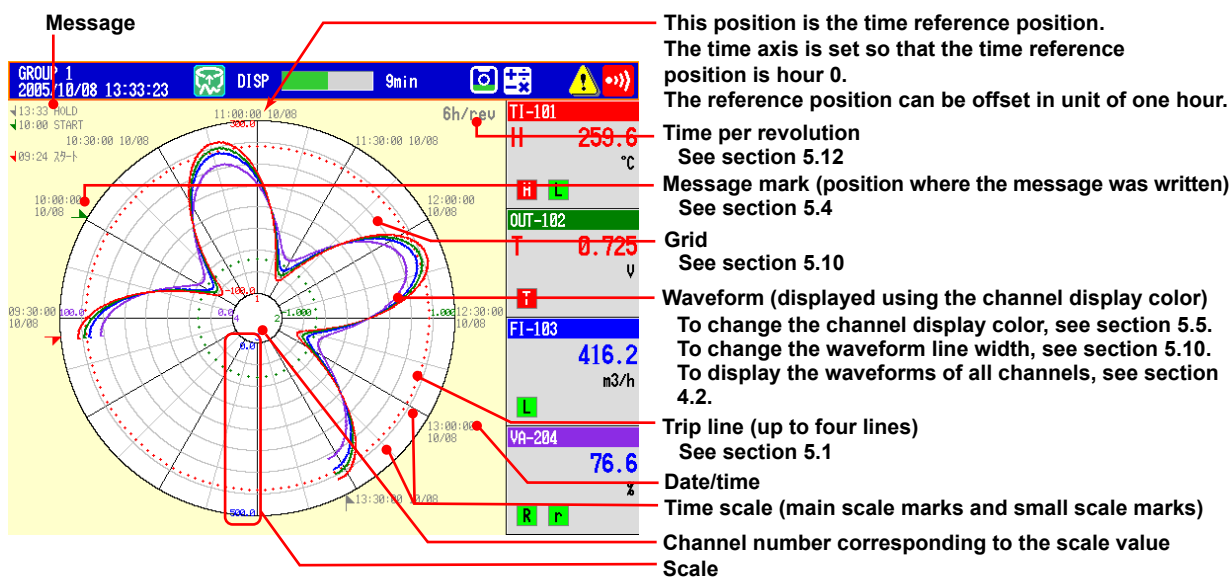 Message
This position is the time reference position.
The time axis is set so that the time reference
position is hour 0.
The reference position can be offset in unit of one hour.
GROUP 1
2005/10/08 13:33:23
DISP
9min
13:33 HOLD
10:00 START
09:24 スタート
11:00:00 10/08
300.0
6h/rev
10:30:00 10/08
11:30:00 10/08
10:00:00
10/08
12:00:00
10/08
09:30:00
10/08
100.0
-100.0
1
0.0
4
2
-1.000
1.000
12:30:00
10/08
0.0
13:00:00
10/08
13:30:00 10/08
500.0
TI-101
H
259.6
°C
H
L
OUT-102
T
0.725
V
T
FI-103
416.2
m3/h
L
VA-204
76.6
%
R
r
Time per revolution
See section 5.12
Message mark (position where the message was written)
See section 5.4
Grid
See section 5.10
Waveform (displayed using the channel display color)
To change the channel display color, see section 5.5.
To change the waveform line width, see section 5.10.
To display the waveforms of all channels, see section
4.2.
Trip line (up to four lines)
See section 5.1
Date/time
Time scale (main scale marks and small scale marks)
Channel number corresponding to the scale value
Scale